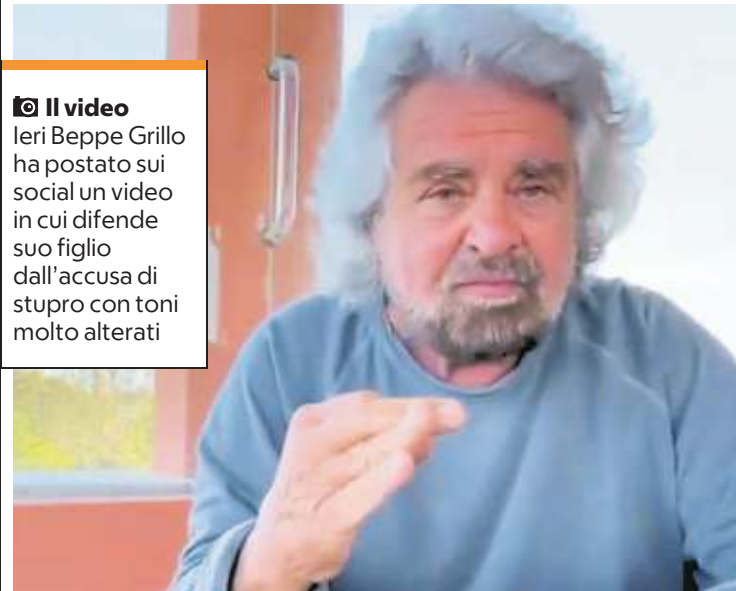 Il video
Ieri Beppe Grillo
ha postato sui
social un video
in cui difende
suo figlio
dall'accusa di
stupro con toni
molto alterati